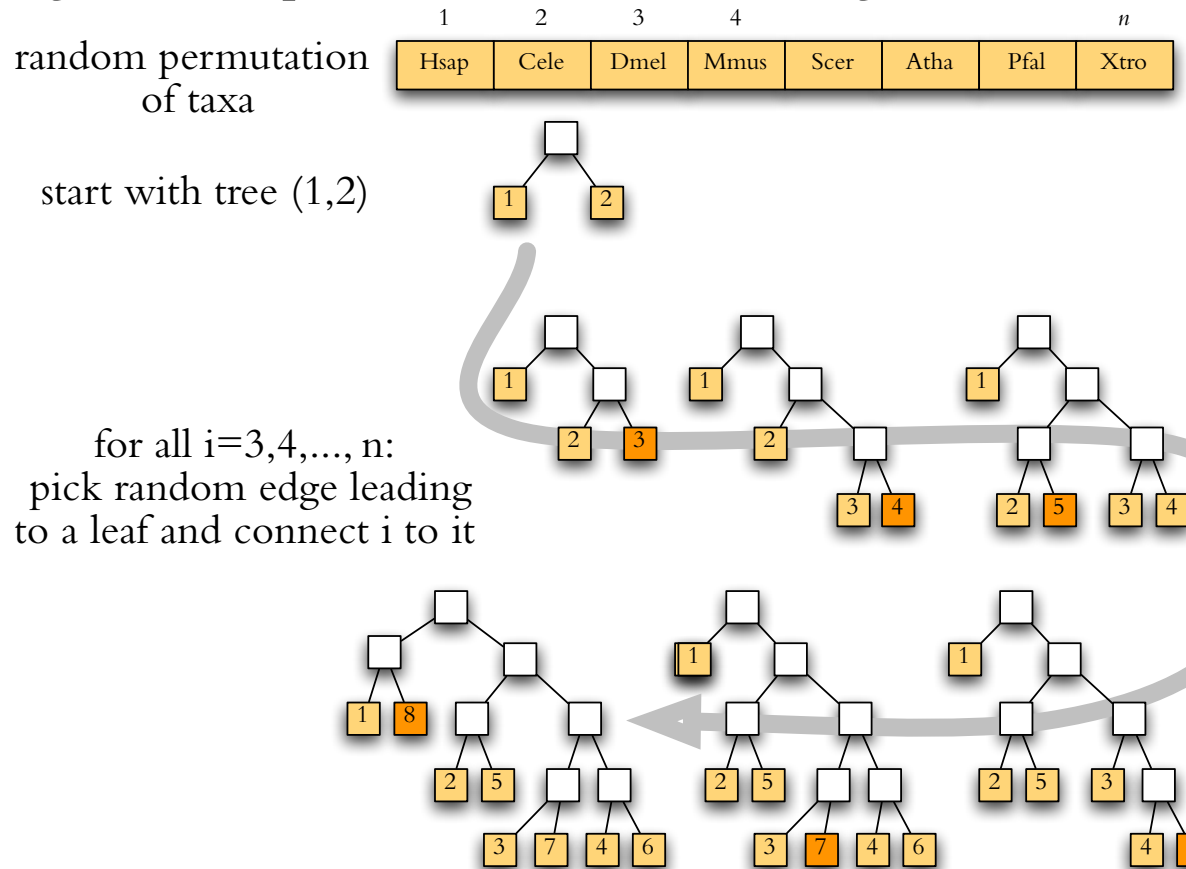 1 2 3 4 n
random permutation
of taxa
Hsap Cele Dmel Mmus Scer Atha Pfal Xtro
start with tree (1,2)
1 2
for all i=3,4,..., n:
pick random edge leading
to a leaf and connect i to it
1 1 1
2 3 2
3 4 2 5 3 4
1 1
1 8
2 5 2 5 2 5 3
3 7 4 6 3 7 4 6 4